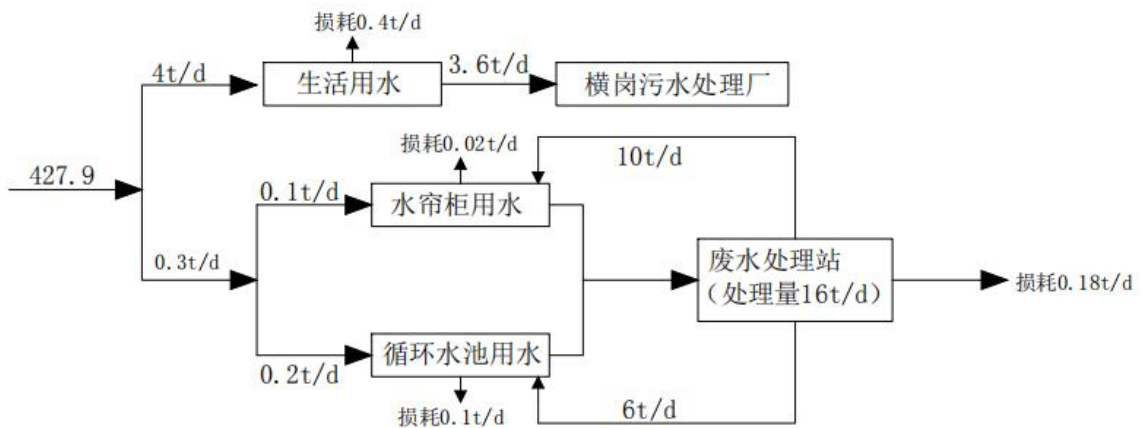 损耗0.4t/d
4t/d
生活用水
3.6t/d
横岗污水处理厂
427.9
损耗0.02t/d
10t/d
0.1t/d
水帘柜用水
0.3t/d
废水处理站
（处理量16t/d）
损耗0.18t/d
循环水池用水
0.2t/d
损耗0.1t/d
6t/d